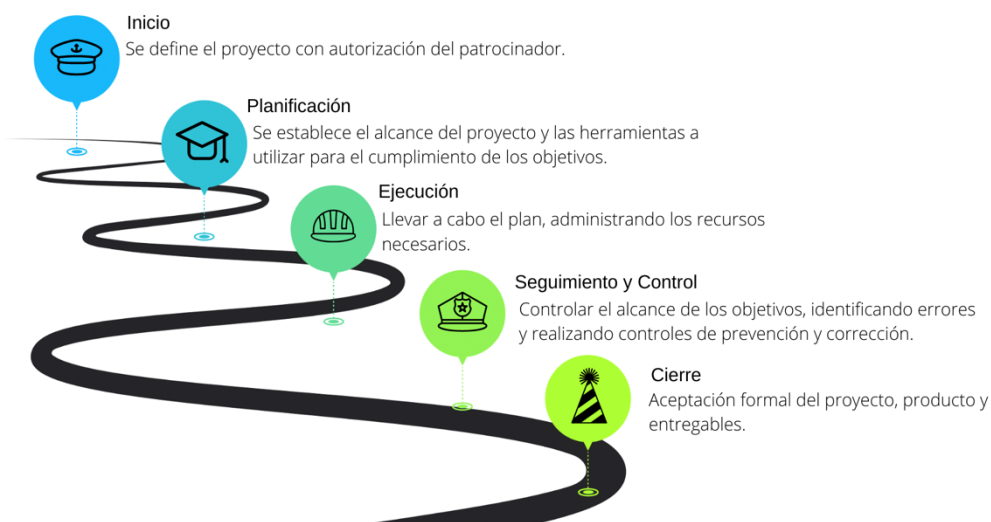 Inicio
Se define el proyecto con autorización del patrocinador.
Planificación
Se establece el alcance del proyecto y las herramientas a
utilizar para el cumplimiento de los objetivos.
Ejecución
Llevar a cabo el plan, administrando los recursos
necesarios.
Seguimiento y Control
Controlar el alcance de los objetivos, identificando errores
y realizando controles de prevención y corrección.
Cierre
Aceptación formal del proyecto, producto y
entregables.